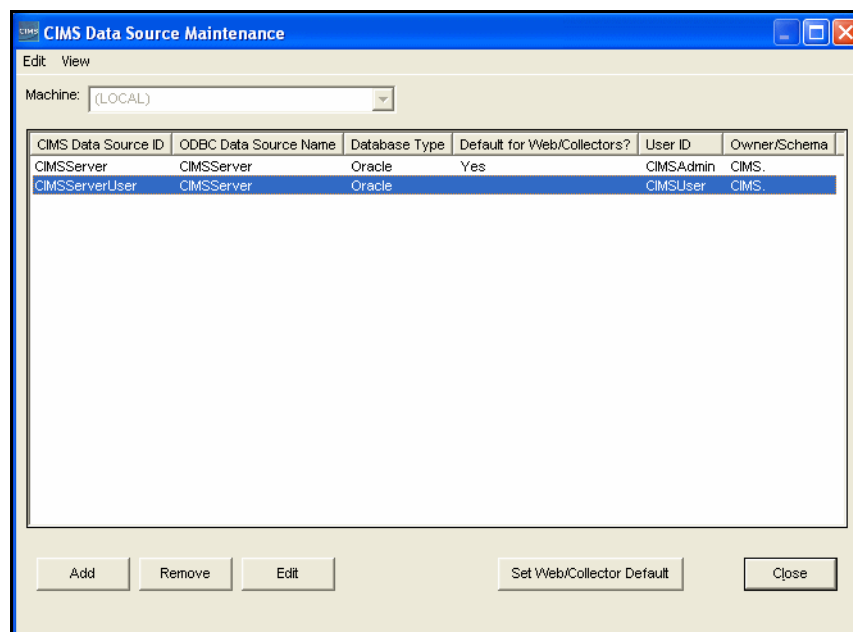 CIMS CIMS Data Source Maintenance
Edit View
Machine: (LOCAL)
CIMS Data Source ID ODBC Data Source Name Database Type Default for Web/Collectors? User ID Owner/Schema
CIMSServer CIMSServer Oracle Yes CIMSAdmin CIMS.
CIMSServerUser CIMSServer Oracle CIMSUser CIMS.
Add Remove Edit Set Web/Collector Default Close